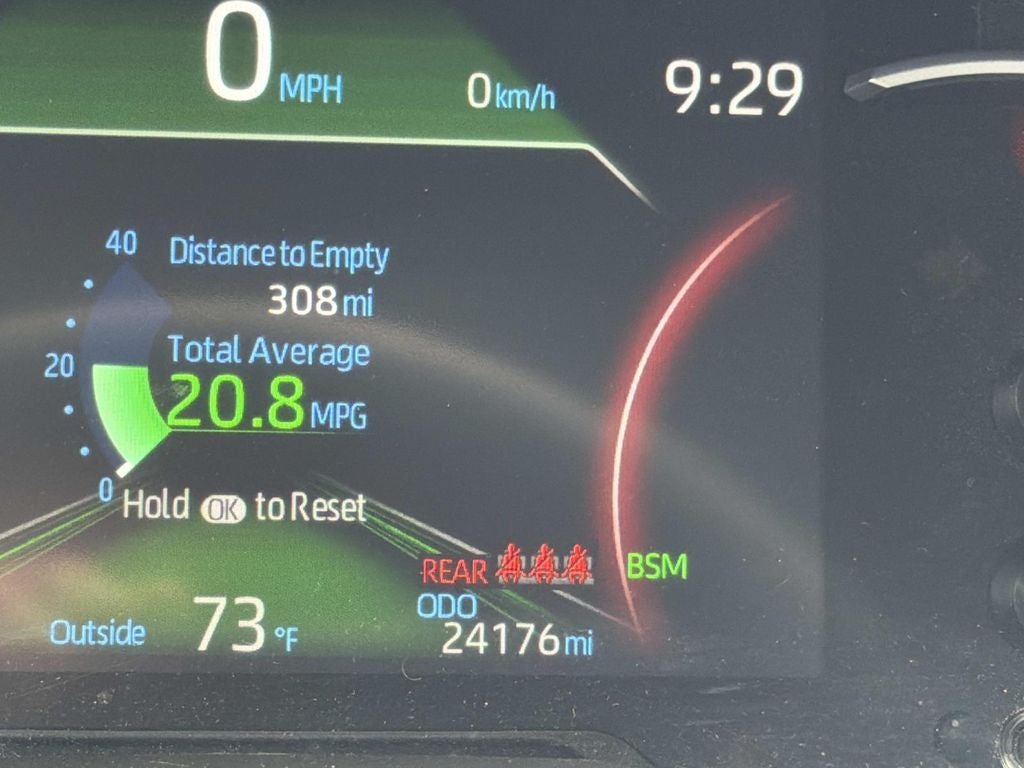 0 MPH 0 km/h 9:29
40 Distance to Empty
308 mi
20 Total Average
20.8 MPG
0 Hold OK to Reset
REAR BSM
ODO
Outside 73 °F 24176 mi